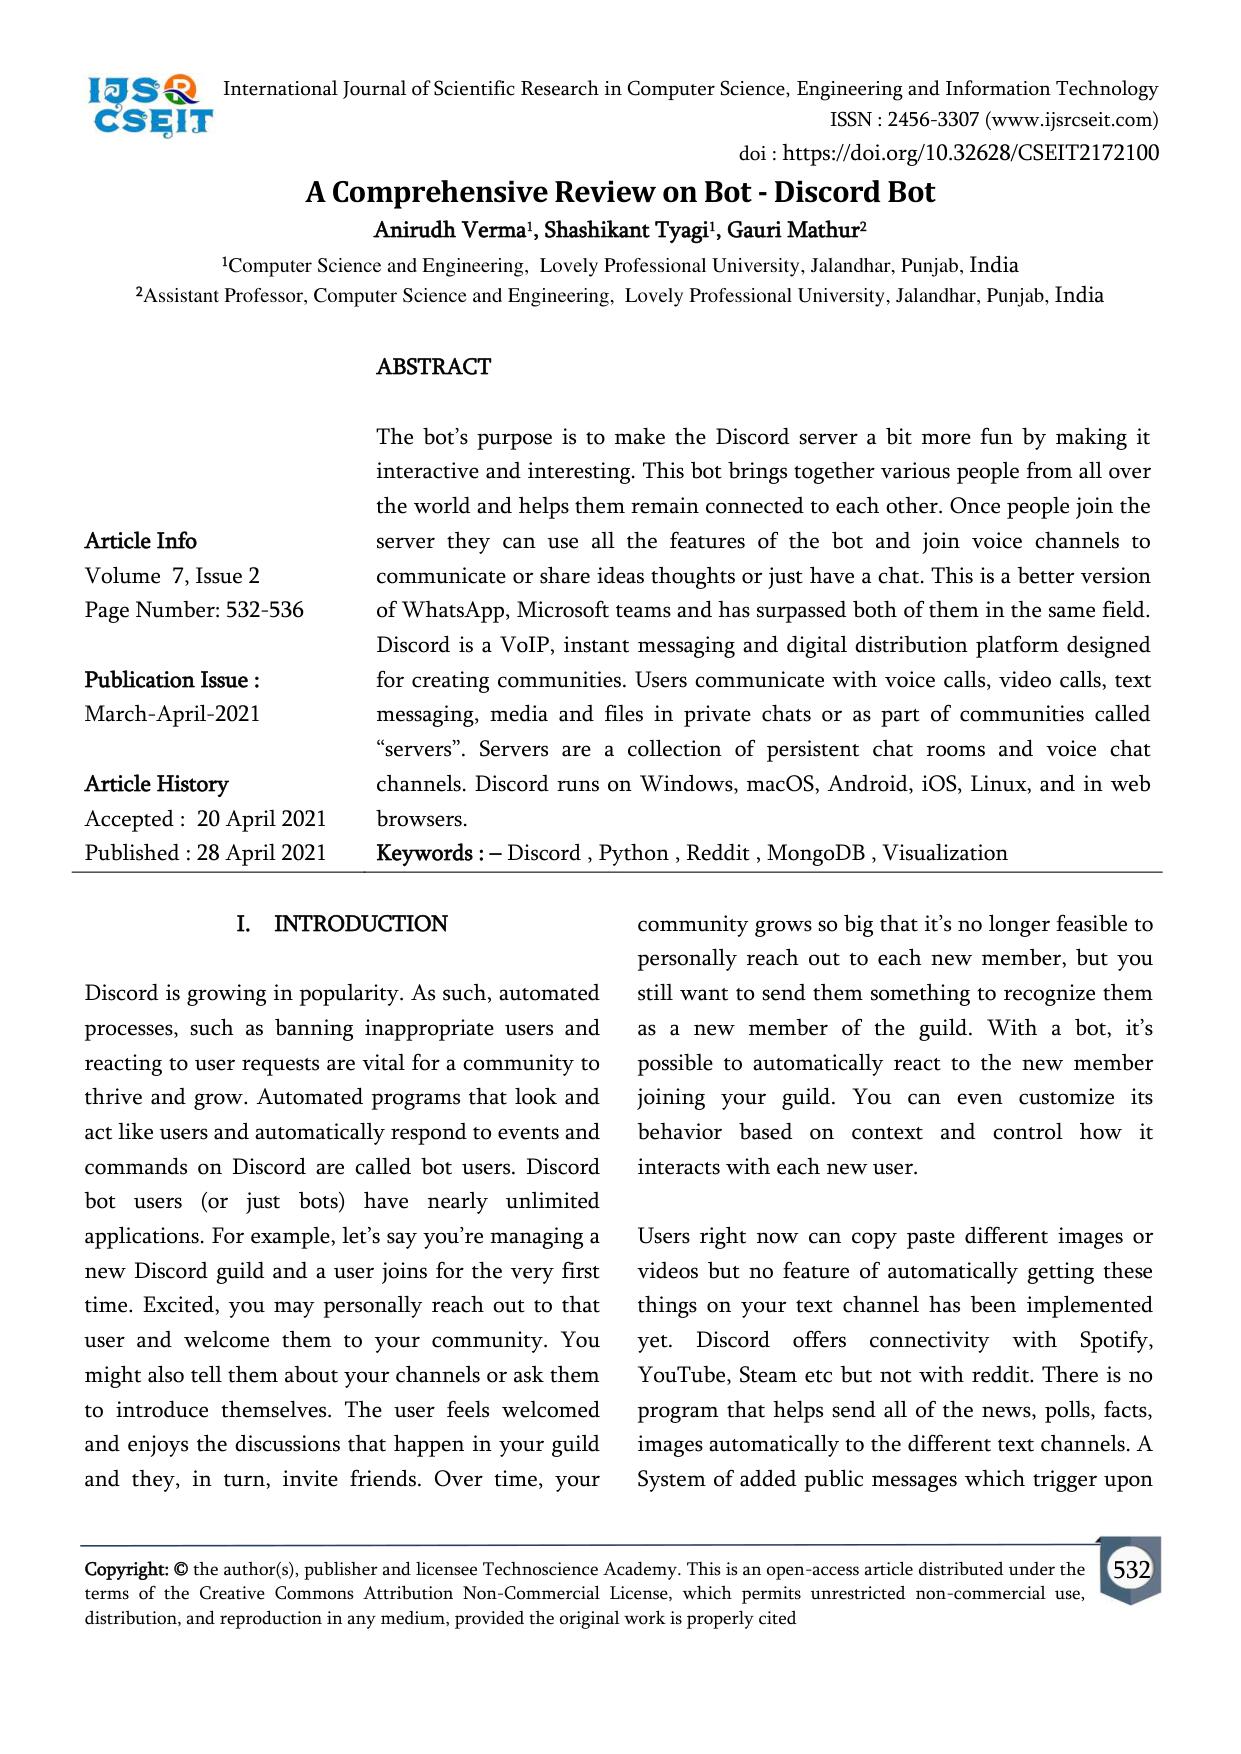 IJSR
CSEIT
International Journal of Scientific Research in Computer Science, Engineering and Information Technology
ISSN : 2456-3307 (www.ijsrcseit.com)
doi : https://doi.org/10.32628/CSEIT2172100
A Comprehensive Review on Bot - Discord Bot
Anirudh Verma¹, Shashikant Tyagi¹, Gauri Mathur²
¹Computer Science and Engineering, Lovely Professional University, Jalandhar, Punjab, India
²Assistant Professor, Computer Science and Engineering, Lovely Professional University, Jalandhar, Punjab, India
Article Info
Volume 7, Issue 2
Page Number: 532-536
Publication Issue :
March-April-2021
Article History
Accepted : 20 April 2021
Published : 28 April 2021
ABSTRACT
The bot’s purpose is to make the Discord server a bit more fun by making it
interactive and interesting. This bot brings together various people from all over
the world and helps them remain connected to each other. Once people join the
server they can use all the features of the bot and join voice channels to
communicate or share ideas thoughts or just have a chat. This is a better version
of WhatsApp, Microsoft teams and has surpassed both of them in the same field.
Discord is a VoIP, instant messaging and digital distribution platform designed
for creating communities. Users communicate with voice calls, video calls, text
messaging, media and files in private chats or as part of communities called
“servers”. Servers are a collection of persistent chat rooms and voice chat
channels. Discord runs on Windows, macOS, Android, iOS, Linux, and in web
browsers.
Keywords : – Discord , Python , Reddit , MongoDB , Visualization
I. INTRODUCTION
Discord is growing in popularity. As such, automated
processes, such as banning inappropriate users and
reacting to user requests are vital for a community to
thrive and grow. Automated programs that look and
act like users and automatically respond to events and
commands on Discord are called bot users. Discord
bot users (or just bots) have nearly unlimited
applications. For example, let’s say you’re managing a
new Discord guild and a user joins for the very first
time. Excited, you may personally reach out to that
user and welcome them to your community. You
might also tell them about your channels or ask them
to introduce themselves. The user feels welcomed
and enjoys the discussions that happen in your guild
and they, in turn, invite friends. Over time, your
community grows so big that it’s no longer feasible to
personally reach out to each new member, but you
still want to send them something to recognize them
as a new member of the guild. With a bot, it’s
possible to automatically react to the new member
joining your guild. You can even customize its
behavior based on context and control how it
interacts with each new user.
Users right now can copy paste different images or
videos but no feature of automatically getting these
things on your text channel has been implemented
yet. Discord offers connectivity with Spotify,
YouTube, Steam etc but not with reddit. There is no
program that helps send all of the news, polls, facts,
images automatically to the different text channels. A
System of added public messages which trigger upon
Copyright: © the author(s), publisher and licensee Technoscience Academy. This is an open-access article distributed under the
terms of the Creative Commons Attribution Non-Commercial License, which permits unrestricted non-commercial use,
distribution, and reproduction in any medium, provided the original work is properly cited
532